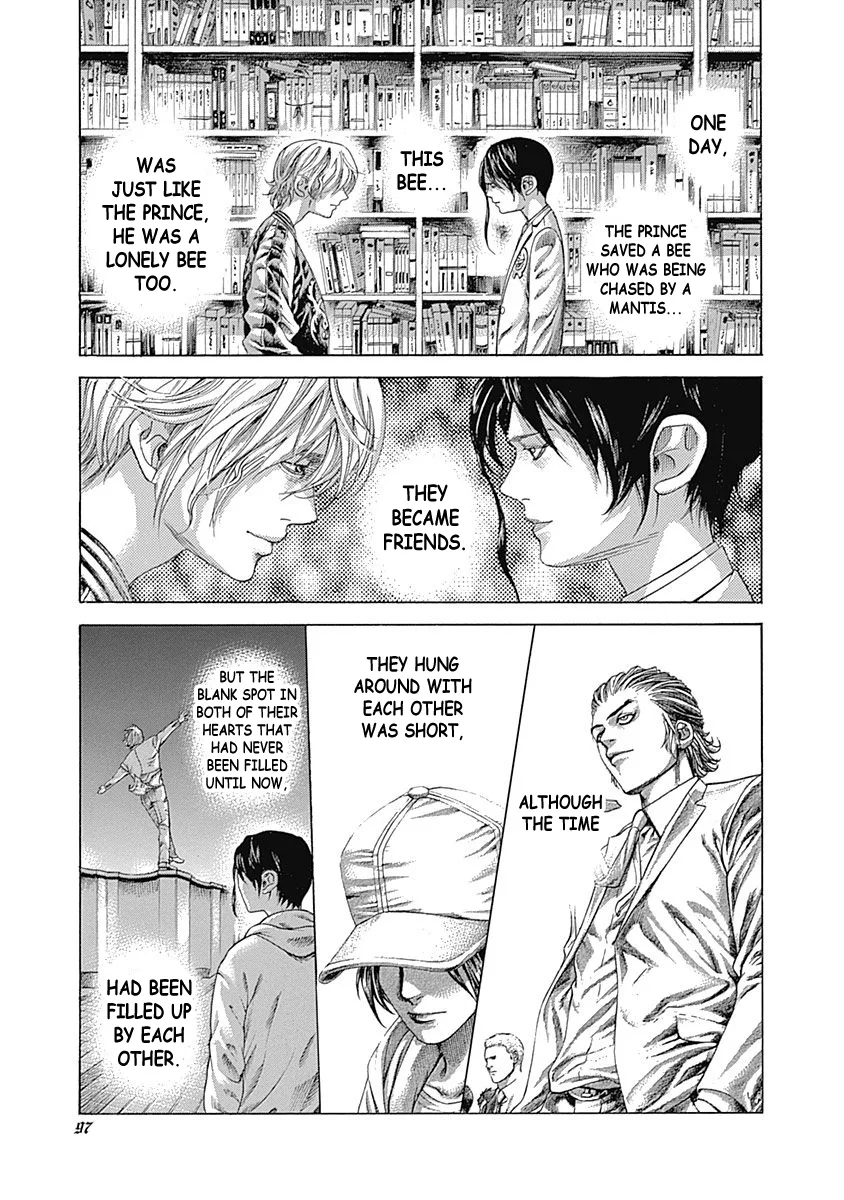 ONE
DAY,
THE PRINCE
SAVED A BEE
WHO WAS BEING
CHASED BY A
MANTIS...
THIS
BEE...
WAS
JUST LIKE
THE PRINCE,
HE WAS A
LONELY BEE
TOO.
THEY
BECAME
FRIENDS.
ALTHOUGH
THE TIME
THEY HUNG
AROUND WITH
EACH OTHER
WAS SHORT,
BUT THE
BLANK SPOT IN
BOTH OF THEIR
HEARTS THAT
HAD NEVER
BEEN FILLED
UNTIL NOW,
HAD BEEN
FILLED UP
BY EACH
OTHER.
97